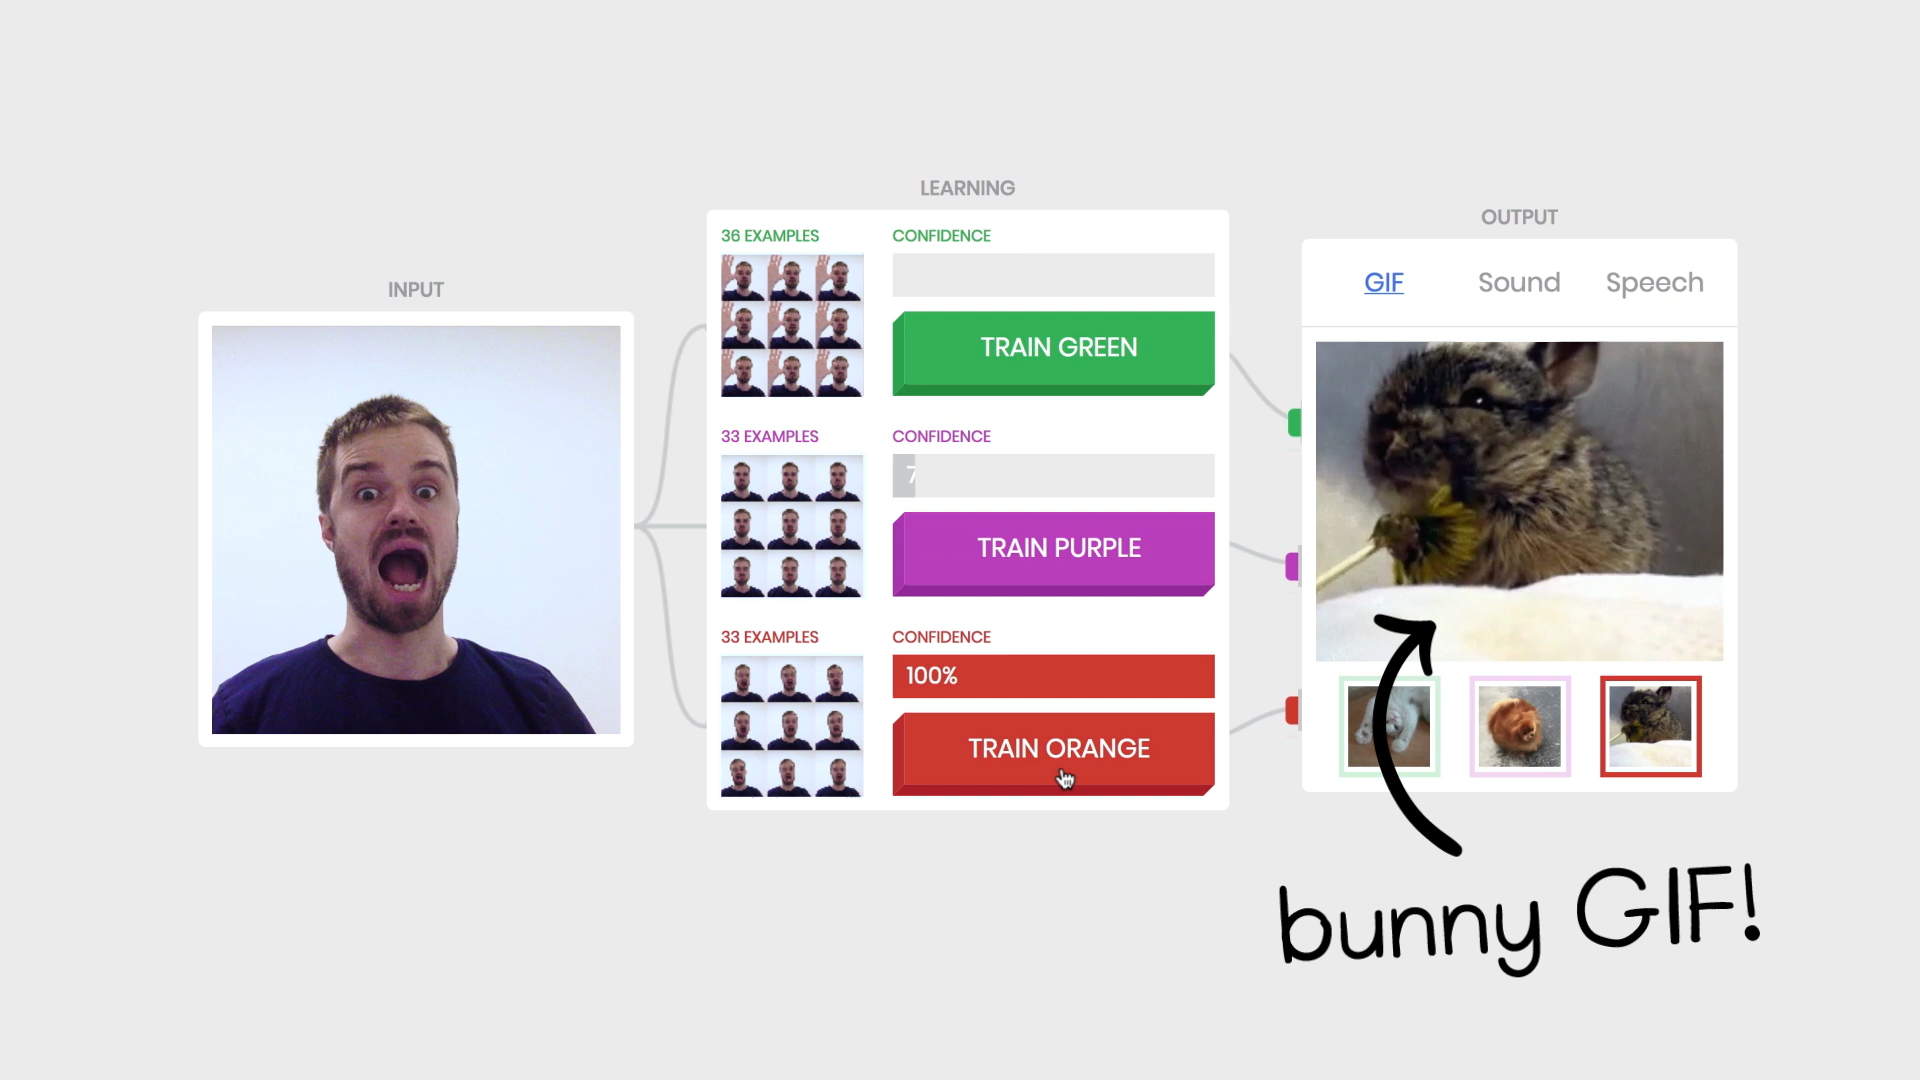 INPUT
LEARNING
36 EXAMPLES
CONFIDENCE
TRAIN GREEN
33 EXAMPLES
CONFIDENCE
7
TRAIN PURPLE
33 EXAMPLES
CONFIDENCE
100%
TRAIN ORANGE
OUTPUT
GIF Sound Speech
bunny GIF!